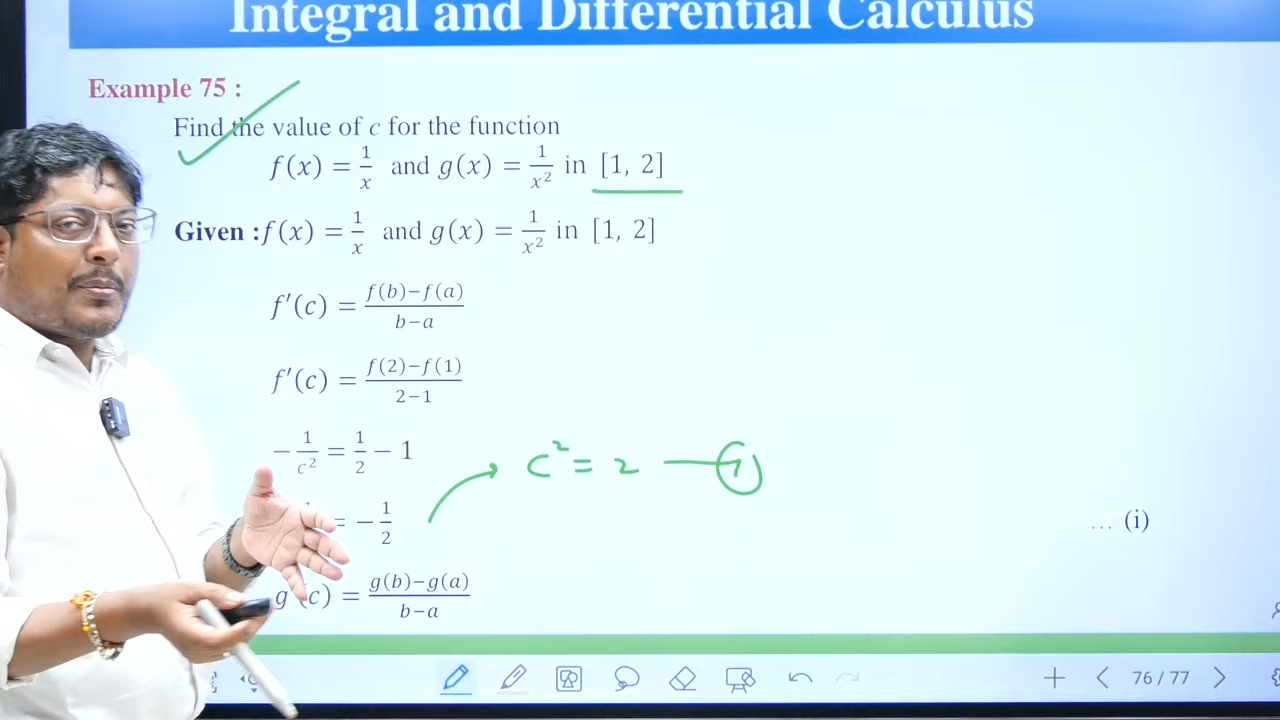 Integral and Differential Calculus
Example 75 :
Find the value of c for the function
f(x) = 1/x and g(x) = 1/x² in [1, 2]
Given : f(x) = 1/x and g(x) = 1/x² in [1, 2]
f′(c) = f(b)−f(a)/b−a
f′(c) = f(2)−f(1)/2−1
−1/c² = 1/2 − 1
c² = 2 — 1
= −1/2 ... (i)
g (c) = g(b)−g(a)/b−a
76 / 77